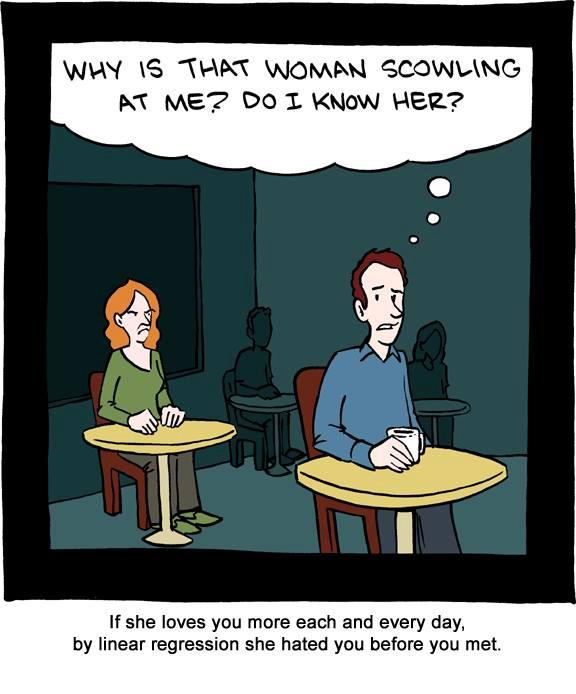 WHY IS THAT WOMAN SCOWLING
AT ME? DO I KNOW HER?
If she loves you more each and every day,
by linear regression she hated you before you met.